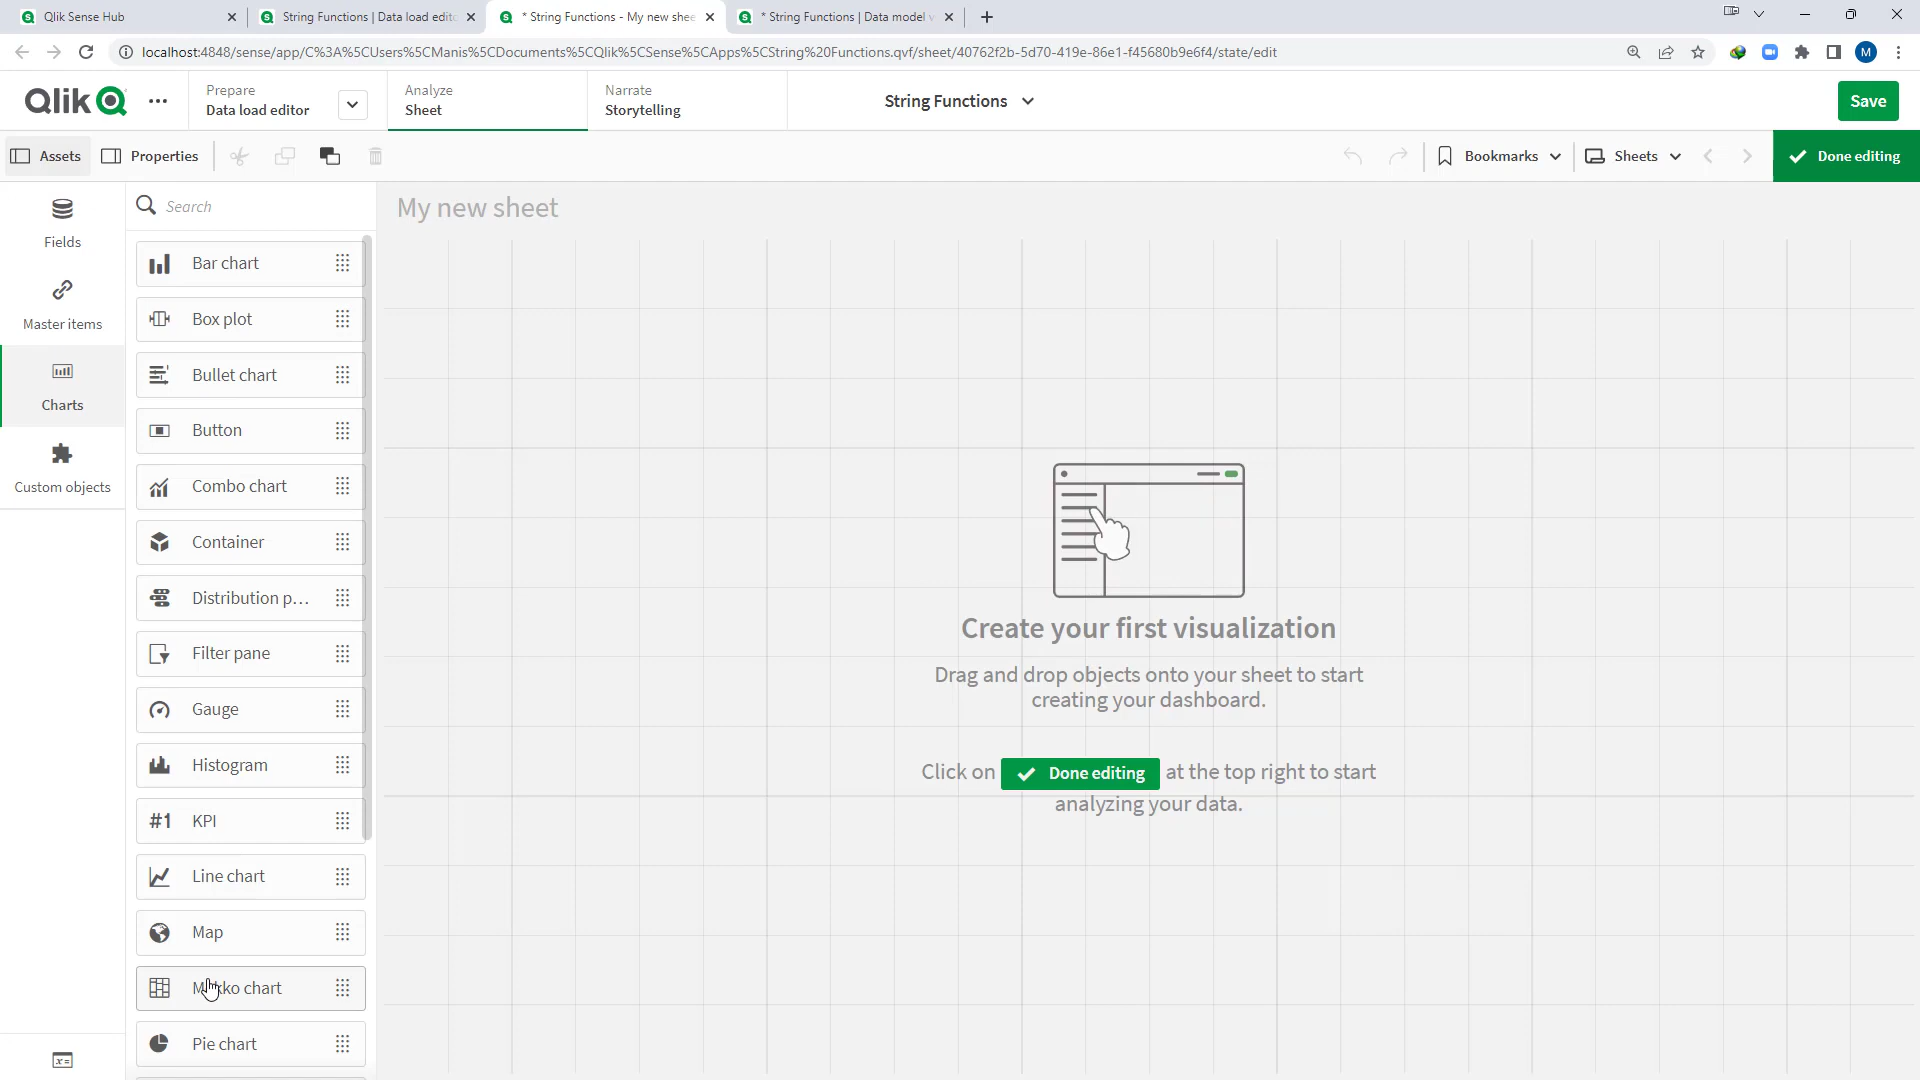 Qlik Sense Hub
String Functions | Data load edito
* String Functions - My new shee
* String Functions | Data model v
localhost:4848/sense/app/C%3A%5CUsers%5CManis%5CDocuments%5CQlik%5CSense%5CApps%5CString%20Functions.qvf/sheet/40762f2b-5d70-419e-86e1-f45680b9e6f4/state/edit
M
Qlik
Prepare
Data load editor
Analyze
Sheet
Narrate
Storytelling
String Functions
Save
Assets
Properties
Bookmarks
Sheets
Done editing
Fields
Master items
Charts
Custom objects
Search
Bar chart
Box plot
Bullet chart
Button
Combo chart
Container
Distribution p...
Filter pane
Gauge
Histogram
#1 KPI
Line chart
Map
Mekko chart
Pie chart
My new sheet
Create your first visualization
Drag and drop objects onto your sheet to start
creating your dashboard.
Click on Done editing at the top right to start
analyzing your data.